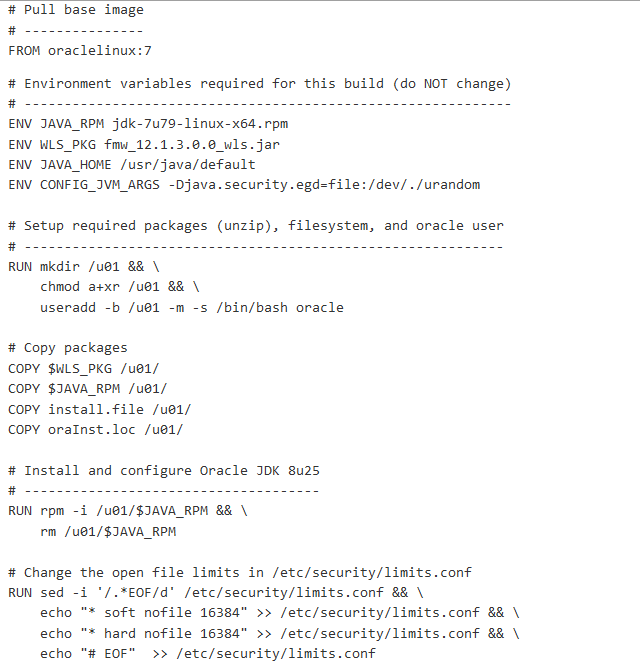 # Pull base image
# ---------------
FROM oraclelinux:7
# Environment variables required for this build (do NOT change)
# -------------------------------------------------------------
ENV JAVA_RPM jdk-7u79-linux-x64.rpm
ENV WLS_PKG fmw_12.1.3.0.0_wls.jar
ENV JAVA_HOME /usr/java/default
ENV CONFIG_JVM_ARGS -Djava.security.egd=file:/dev/./urandom
# Setup required packages (unzip), filesystem, and oracle user
# ------------------------------------------------------------
RUN mkdir /u01 && \
    chmod a+xr /u01 && \
    useradd -b /u01 -m -s /bin/bash oracle
# Copy packages
COPY $WLS_PKG /u01/
COPY $JAVA_RPM /u01/
COPY install.file /u01/
COPY oraInst.loc /u01/
# Install and configure Oracle JDK 8u25
# -------------------------------------
RUN rpm -i /u01/$JAVA_RPM && \
    rm /u01/$JAVA_RPM
# Change the open file limits in /etc/security/limits.conf
RUN sed -i '/.*EOF/d' /etc/security/limits.conf && \
    echo "* soft nofile 16384" >> /etc/security/limits.conf && \
    echo "* hard nofile 16384" >> /etc/security/limits.conf && \
    echo "# EOF"  >> /etc/security/limits.conf